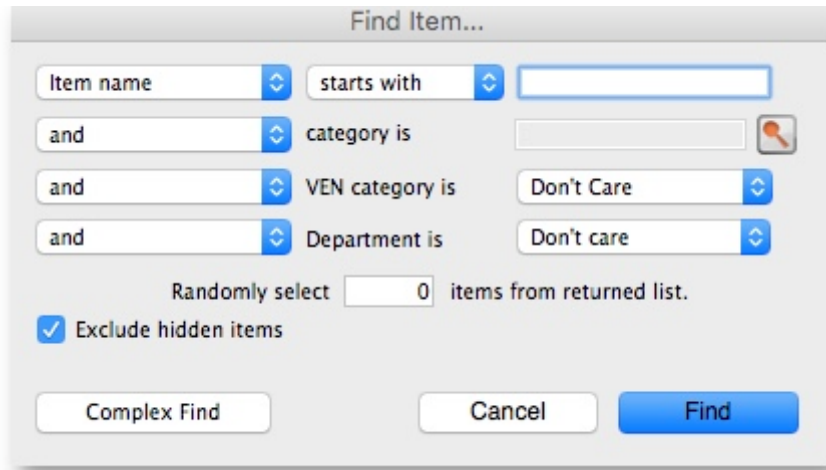 Find Item...
Item name starts with
and category is
and VEN category is Don't Care
and Department is Don't care
Randomly select 0 items from returned list.
Exclude hidden items
Complex Find Cancel Find